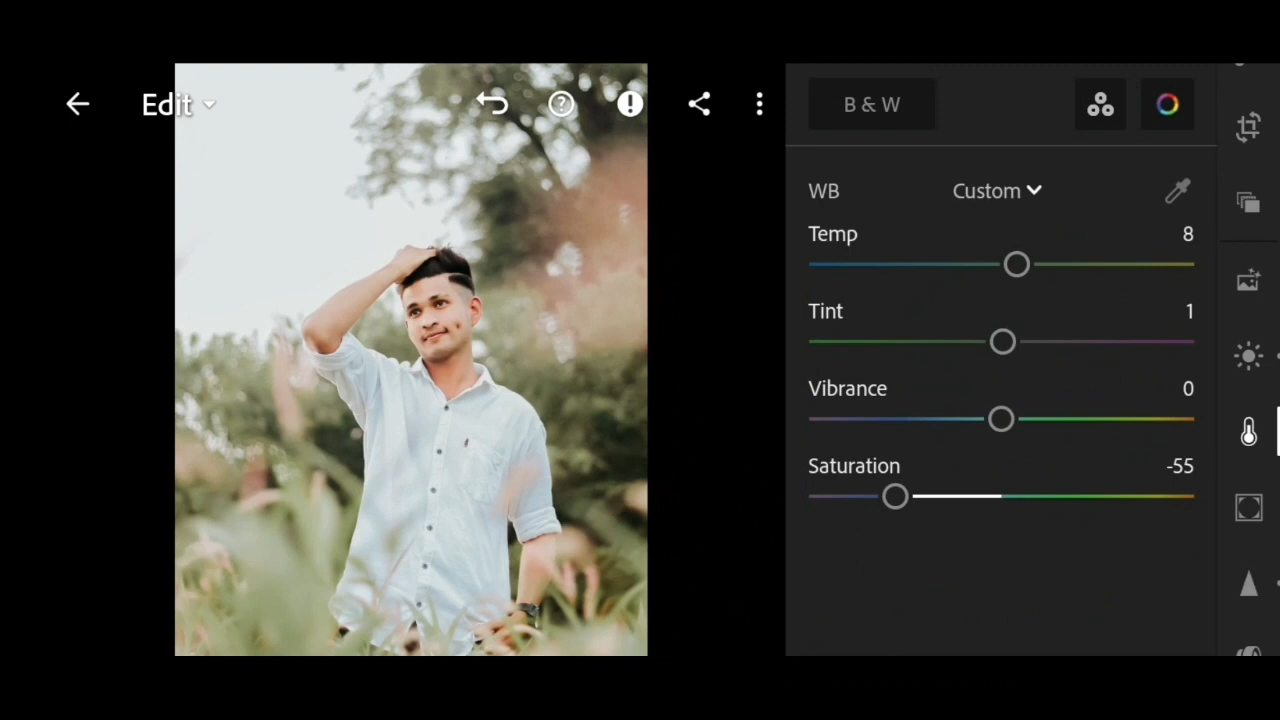 Edit
B & W
WB Custom
Temp 8
Tint 1
Vibrance 0
Saturation -55